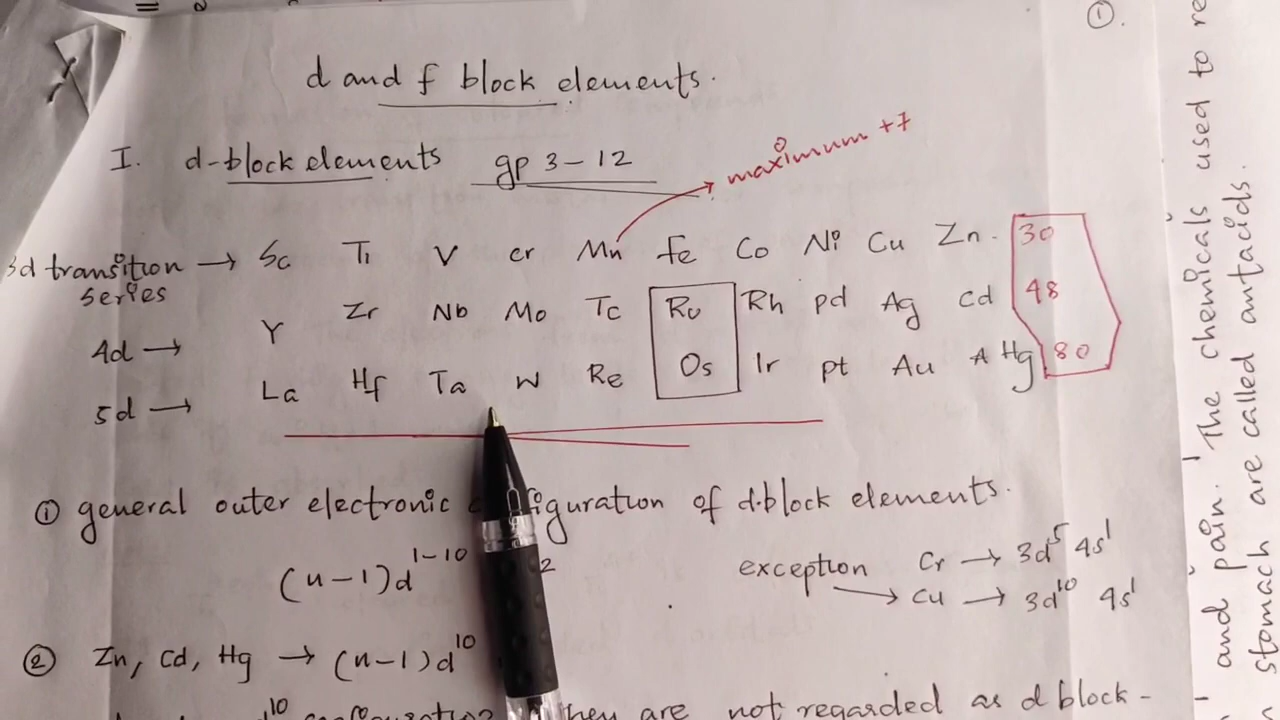 ①.
d and f block elements.
I. d-block elements gp 3-12
maximum +7
3d transition series → Sc Ti V cr Mn Fe Co Ni Cu Zn. 30
4d → Y Zr Nb Mo Tc Ru Rh pd Ag Cd 48
5d → La Hf Ta W Re Os Ir pt Au A Hg 80
① general outer electronic of d-block elements.
(n-1)d¹⁻¹⁰ ²
exception Cr → 3d⁵ 4s¹
→ Cu → 3d¹⁰ 4s¹
② Zn, Cd, Hg → (n-1)d¹⁰
d¹⁰ are not regarded as d block-
and pain. The chemicals used to re
stomach are called antacids.